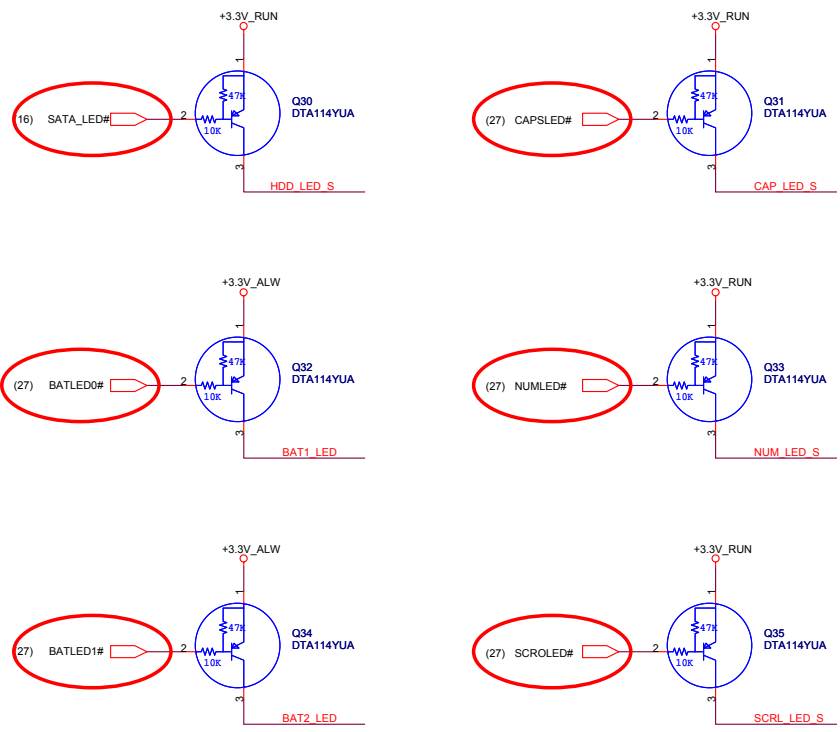 +3.3V_RUN
1
47K
16) SATA_LED#
2
10K
Q30
DTA114YUA
3
HDD_LED_S
+3.3V_RUN
1
47K
(27) CAPSLED#
2
10K
Q31
DTA114YUA
3
CAP_LED_S
+3.3V_ALW
1
47K
(27) BATLED0#
2
10K
Q32
DTA114YUA
3
BAT1_LED
+3.3V_RUN
1
47K
(27) NUMLED#
2
10K
Q33
DTA114YUA
3
NUM_LED_S
+3.3V_ALW
1
47K
27) BATLED1#
2
10K
Q34
DTA114YUA
3
BAT2_LED
+3.3V_RUN
1
47K
(27) SCROLED#
2
10K
Q35
DTA114YUA
3
SCRL_LED_S